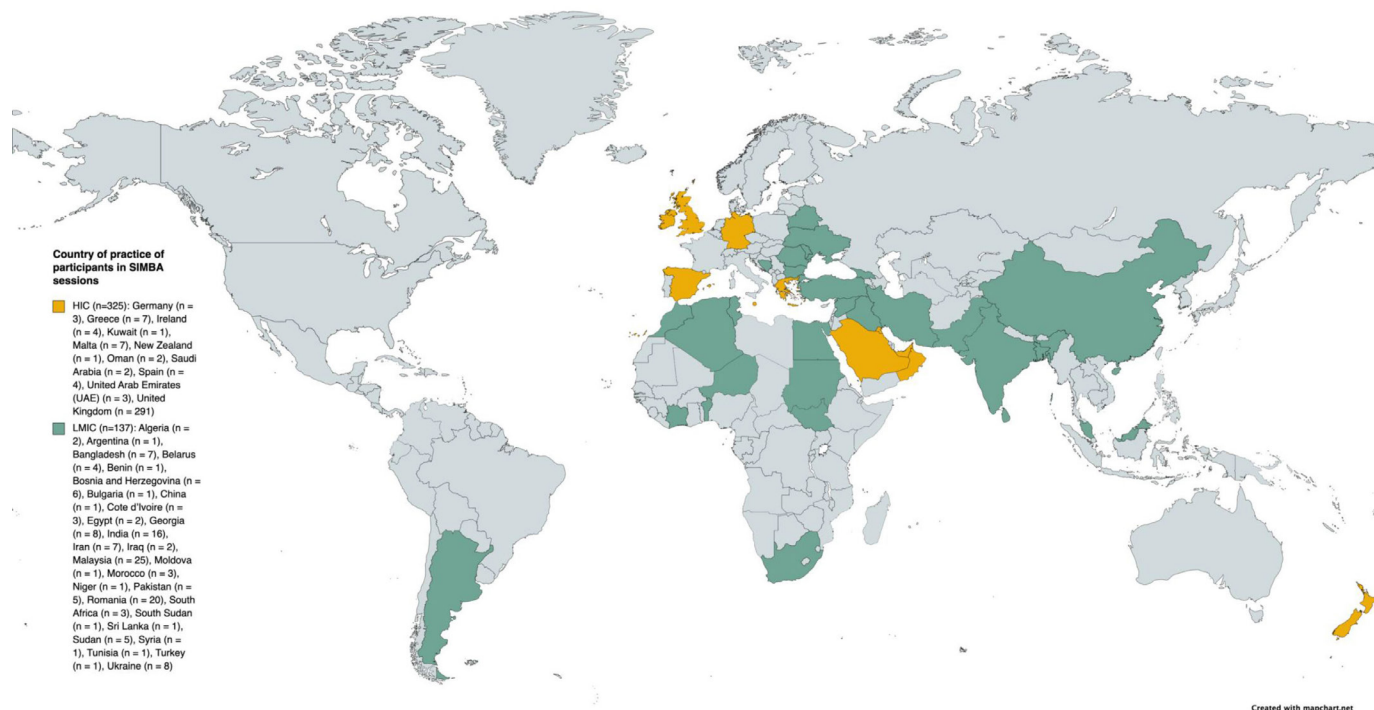 Country of practice of
participants in SIMBA
sessions
HIC (n=325): Germany (n =
3), Greece (n = 7), Ireland
(n = 4), Kuwait (n = 1),
Malta (n = 7), New Zealand
(n = 1), Oman (n = 2), Saudi
Arabia (n = 2), Spain (n =
4), United Arab Emirates
(UAE) (n = 3), United
Kingdom (n = 291)
LMIC (n=137): Algeria (n =
2), Argentina (n = 1),
Bangladesh (n = 7), Belarus
(n = 4), Benin (n = 1),
Bosnia and Herzegovina (n =
6), Bulgaria (n = 1), China
(n = 1), Cote d'Ivoire (n =
3), Egypt (n = 2), Georgia
(n = 8), India (n = 16),
Iran (n = 7), Iraq (n = 2),
Malaysia (n = 25), Moldova
(n = 1), Morocco (n = 3),
Niger (n = 1), Pakistan (n =
5), Romania (n = 20), South
Africa (n = 3), South Sudan
(n = 1), Sri Lanka (n = 1),
Sudan (n = 5), Syria (n =
1), Tunisia (n = 1), Turkey
(n = 1), Ukraine (n = 8)
Created with mapchart.net